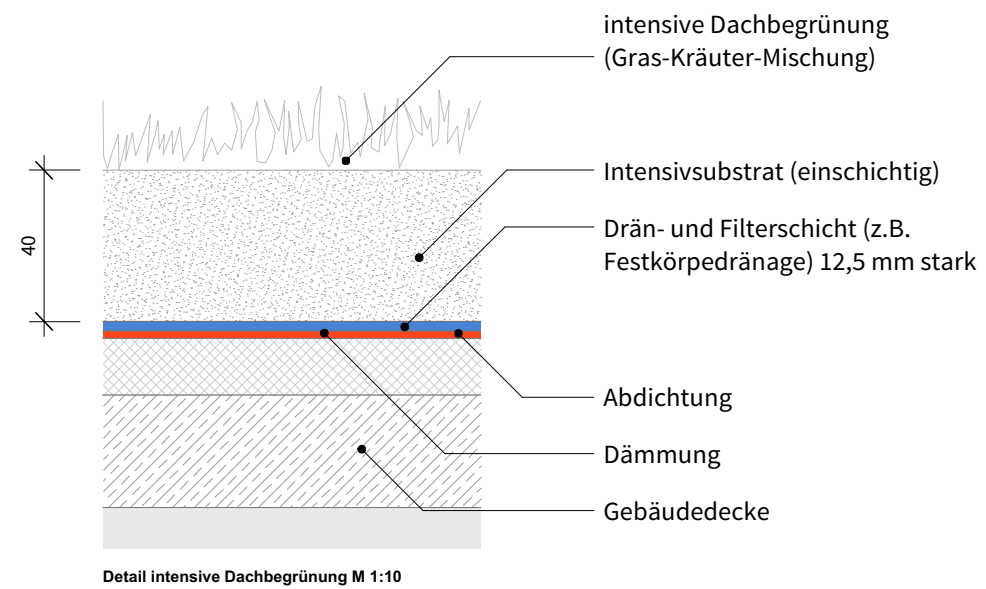 intensive Dachbegrünung
(Gras-Kräuter-Mischung)
Intensivsubstrat (einschichtig)
Drän- und Filterschicht (z.B.
Festkörpedränage) 12,5 mm stark
40
Abdichtung
Dämmung
Gebäudedecke
Detail intensive Dachbegrünung M 1:10